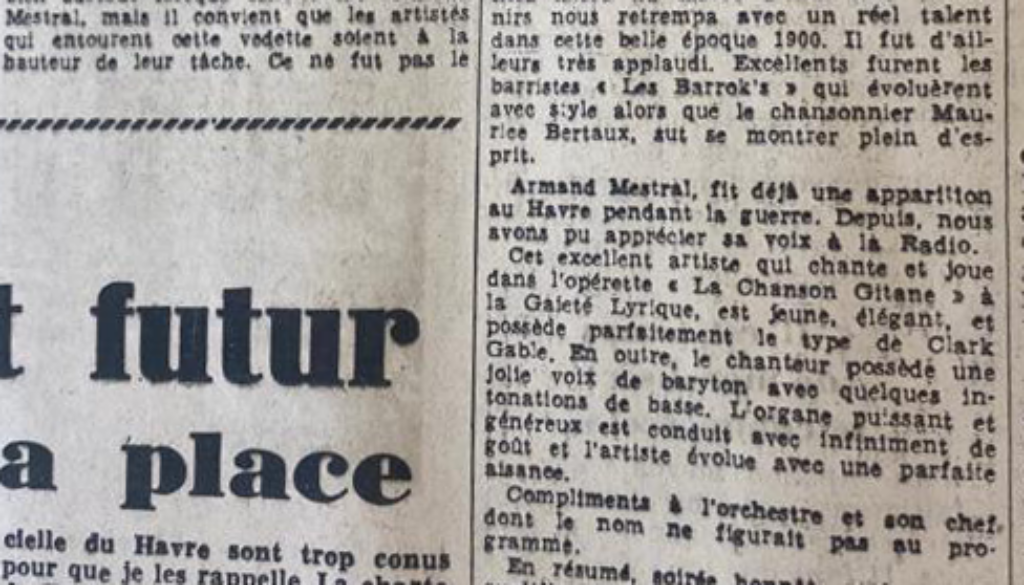 Mestral, mais il convient que les artistes
qui entourent cette vedette soient à la
hauteur de leur tâche. Ce ne fut pas le
t futur
a place
cielle du Havre sont trop conus
pour que je les rappelle. La chante
nirs nous retrempa avec un réel talent
dans cette belle époque 1900. Il fut d'ail-
leurs très applaudi. Excellents furent les
barristes « Les Barrok's » qui évoluèrent
avec style alors que le chansonnier Mau-
rice Bertaux, sut se montrer plein d'es-
prit.
Armand Mestral, fit déjà une apparition
au Havre pendant la guerre. Depuis, nous
avons pu apprécier sa voix à la Radio.
Cet excellent artiste qui chante et joue
dans l'opérette « La Chanson Gitane » à
la Gaieté Lyrique, est jeune, élégant, et
possède parfaitement le type de Clark
Gable. En outre, le chanteur possède une
jolie voix de baryton avec quelques in-
tonations de basse. L'organe puissant et
généreux est conduit avec infiniment de
goût et l'artiste évolue avec une parfaite
aisance.
Compliments à l'orchestre et son chef
dont le nom ne figurait pas au pro-
gramme.
En résumé, soirée